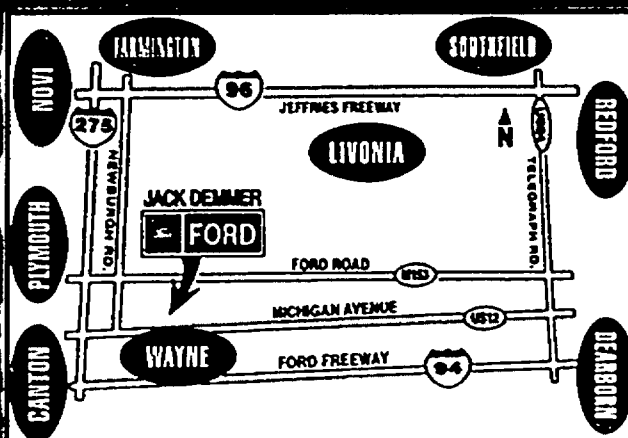 FARMINGTON
SOUTHFIELD
NOVI
96
JEFFRIES FREEWAY
275
N
REDFORD
LIVONIA
NEWBURGH RD.
TELEGRAPH RD.
JACK DEMMER
FORD
PLYMOUTH
FORD ROAD
M153
MICHIGAN AVENUE
US12
WAYNE
FORD FREEWAY
94
CANTON
DEARBORN